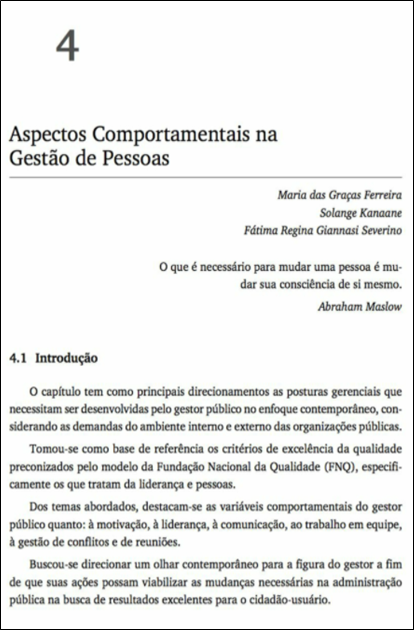 4
Aspectos Comportamentais na
Gestão de Pessoas
Maria das Graças Ferreira
Solange Kanaane
Fátima Regina Giannasi Severino
O que é necessário para mudar uma pessoa é mu-
dar sua consciência de si mesmo.
Abraham Maslow
4.1 Introdução
O capítulo tem como principais direcionamentos as posturas gerenciais que
necessitam ser desenvolvidas pelo gestor público no enfoque contemporâneo, con-
siderando as demandas do ambiente interno e externo das organizações públicas.
Tomou-se como base de referência os critérios de excelência da qualidade
preconizados pelo modelo da Fundação Nacional da Qualidade (FNQ), especifi-
camente os que tratam da liderança e pessoas.
Dos temas abordados, destacam-se as variáveis comportamentais do gestor
público quanto: à motivação, à liderança, à comunicação, ao trabalho em equipe,
à gestão de conflitos e de reuniões.
Buscou-se direcionar um olhar contemporâneo para a figura do gestor a fim
de que suas ações possam viabilizar as mudanças necessárias na administração
pública na busca de resultados excelentes para o cidadão-usuário.